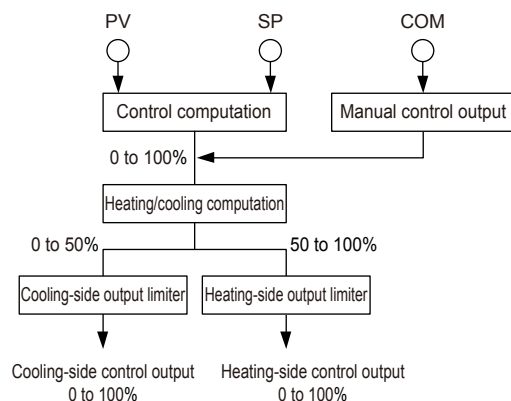 PV
SP
COM
Control computation
Manual control output
0 to 100%
Heating/cooling computation
0 to 50%
50 to 100%
Cooling-side output limiter
Heating-side output limiter
Cooling-side control output
0 to 100%
Heating-side control output
0 to 100%